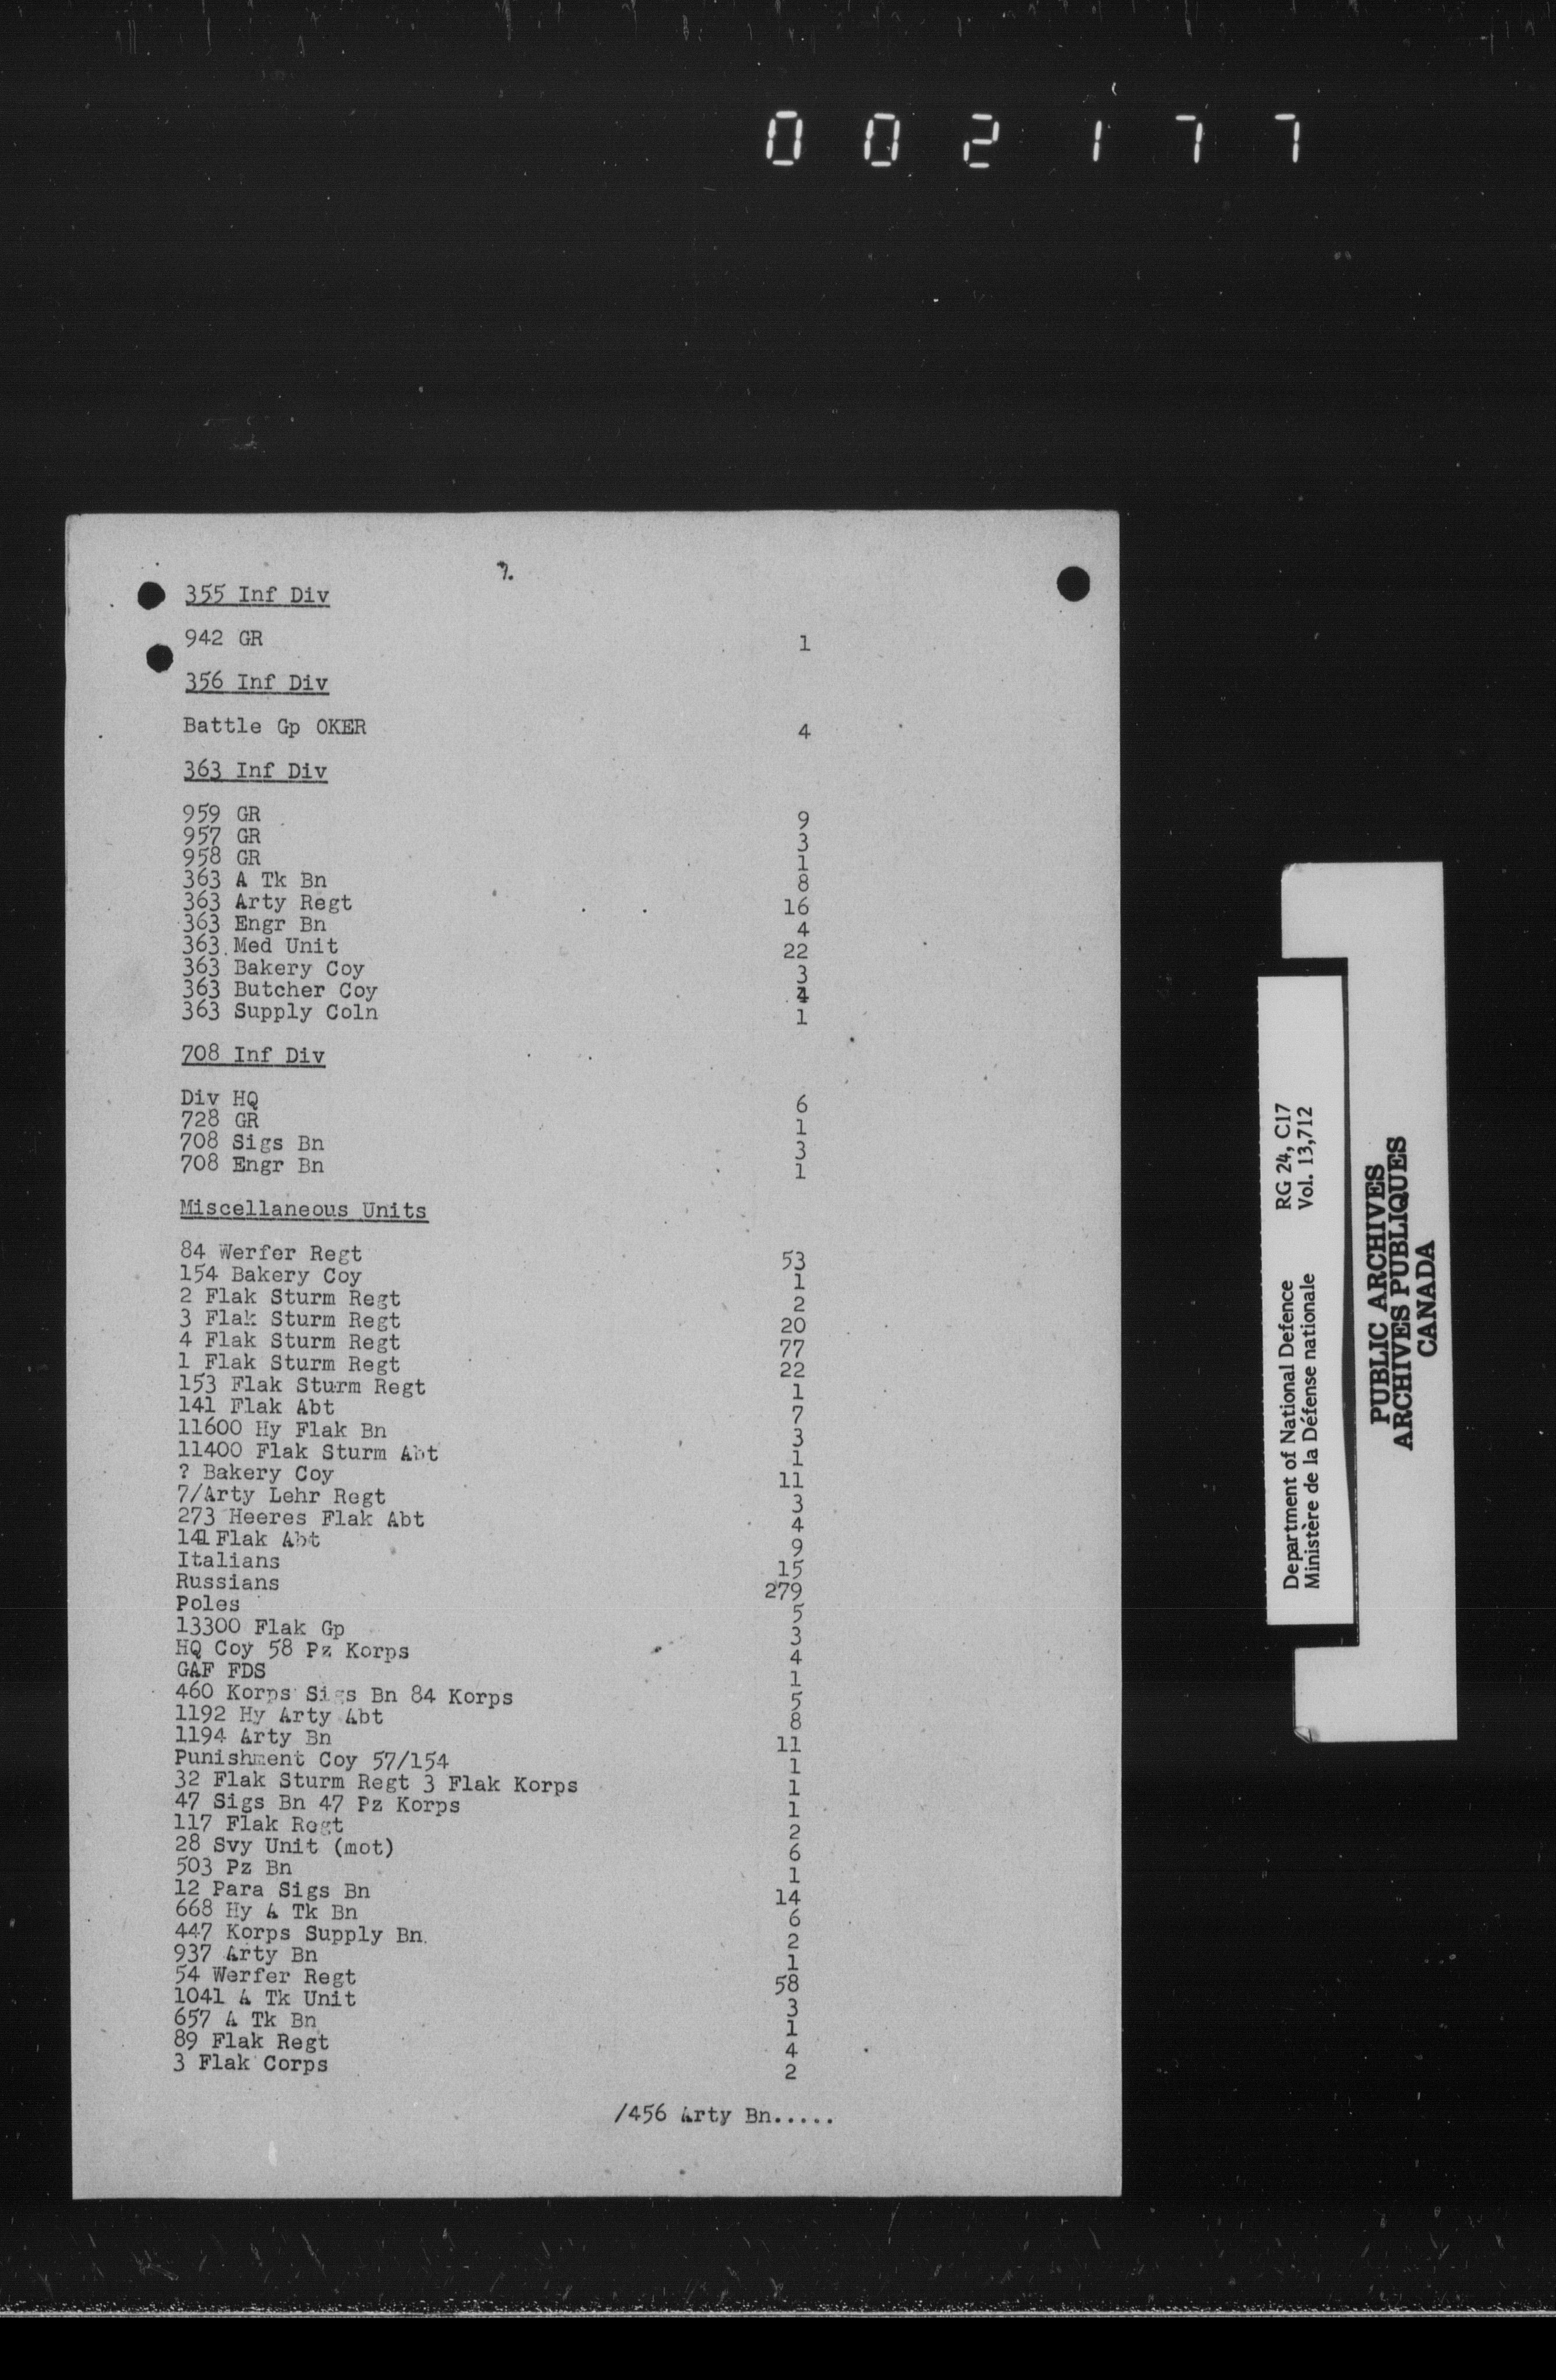 002177
7.
355 Inf Div
942 GR 1
356 Inf Div
Battle Gp OKER 4
363 Inf Div
959 GR 9
957 GR 3
958 GR 1
363 A Tk Bn 8
363 Arty Regt 16
363 Engr Bn 4
363 Med Unit 22
363 Bakery Coy 3
363 Butcher Coy 4
363 Supply Coln 1
708 Inf Div
Div HQ 6
728 GR 1
708 Sigs Bn 3
708 Engr Bn 1
Miscellaneous Units
84 Werfer Regt 53
154 Bakery Coy 1
2 Flak Sturm Regt 2
3 Flak Sturm Regt 20
4 Flak Sturm Regt 77
1 Flak Sturm Regt 22
153 Flak Sturm Regt 1
141 Flak Abt 7
11600 Hy Flak Bn 3
11400 Flak Sturm Abt 1
? Bakery Coy 11
7/Arty Lehr Regt 3
273 Heeres Flak Abt 4
141 Flak Abt 9
Italians 15
Russians 279
Poles 5
13300 Flak Gp 3
HQ Coy 58 Pz Korps 4
GAF FDS 1
460 Korps Sigs Bn 84 Korps 5
1192 Hy Arty Abt 8
1194 Arty Bn 11
Punishment Coy 57/154 1
32 Flak Sturm Regt 3 Flak Korps 1
47 Sigs Bn 47 Pz Korps 1
117 Flak Regt 2
28 Svy Unit (mot) 6
503 Pz Bn 1
12 Para Sigs Bn 14
668 Hy A Tk Bn 6
447 Korps Supply Bn. 2
937 Arty Bn 1
54 Werfer Regt 58
1041 A Tk Unit 3
657 A Tk Bn 1
89 Flak Regt 4
3 Flak Corps 2
/456 Arty Bn.....
Department of National Defence RG 24, C17
Ministère de la Défense nationale Vol. 13,712
PUBLIC ARCHIVES
ARCHIVES PUBLIQUES
CANADA